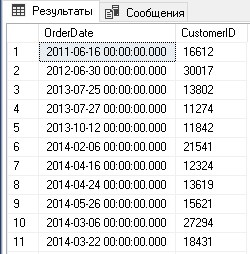 Результаты Сообщения
OrderDate CustomerID
1 2011-06-16 00:00:00.000 16612
2 2012-06-30 00:00:00.000 30017
3 2013-07-25 00:00:00.000 13802
4 2013-07-27 00:00:00.000 11274
5 2013-10-12 00:00:00.000 11842
6 2014-02-06 00:00:00.000 21541
7 2014-04-16 00:00:00.000 12324
8 2014-04-24 00:00:00.000 13619
9 2014-05-26 00:00:00.000 15621
10 2014-03-06 00:00:00.000 27294
11 2014-03-22 00:00:00.000 18431